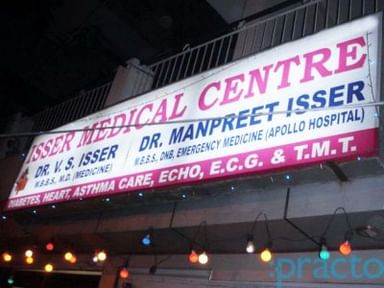 ISSER MEDICAL CENTRE
DR. V. S. ISSER
M.B.B.S., M.D. (MEDICINE)
DR. MANPREET ISSER
M.B.B.S., DNB, EMERGENCY MEDICINE (APOLLO HOSPITAL)
DIABETES, HEART, ASTHMA CARE, ECHO, E.C.G. & T.M.T.
practo